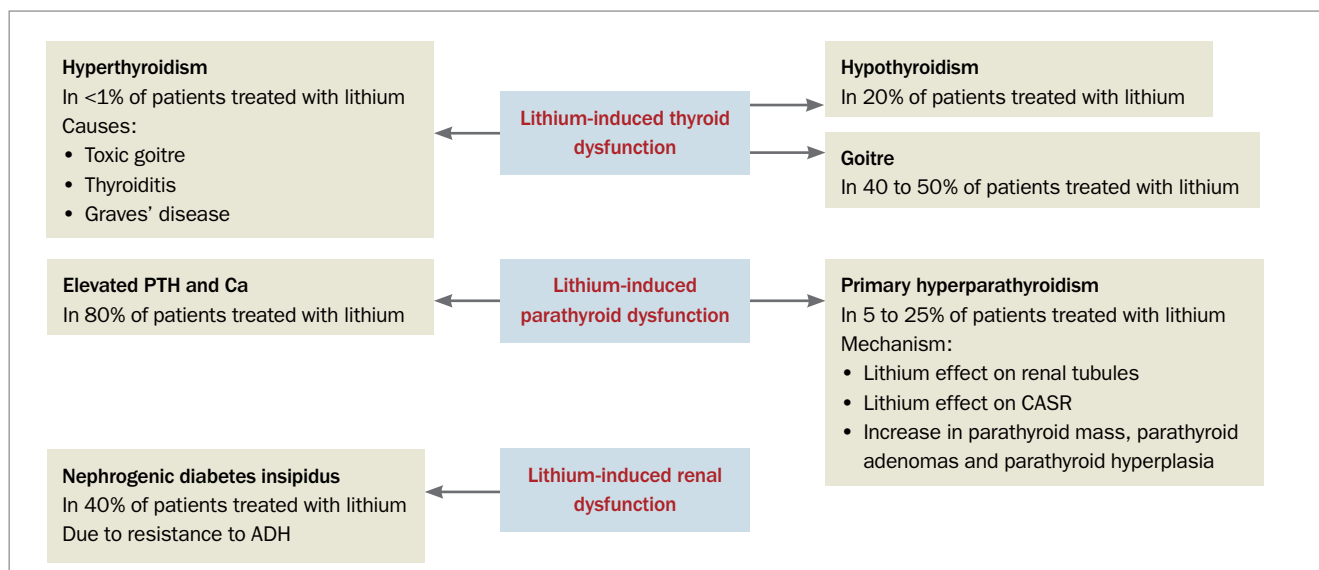 Hyperthyroidism
In <1% of patients treated with lithium
Causes:
• Toxic goitre
• Thyroiditis
• Graves’ disease
Lithium-induced thyroid
dysfunction
Hypothyroidism
In 20% of patients treated with lithium
Goitre
In 40 to 50% of patients treated with lithium
Elevated PTH and Ca
In 80% of patients treated with lithium
Lithium-induced
parathyroid dysfunction
Primary hyperparathyroidism
In 5 to 25% of patients treated with lithium
Mechanism:
• Lithium effect on renal tubules
• Lithium effect on CASR
• Increase in parathyroid mass, parathyroid
adenomas and parathyroid hyperplasia
Nephrogenic diabetes insipidus
In 40% of patients treated with lithium
Due to resistance to ADH
Lithium-induced renal
dysfunction